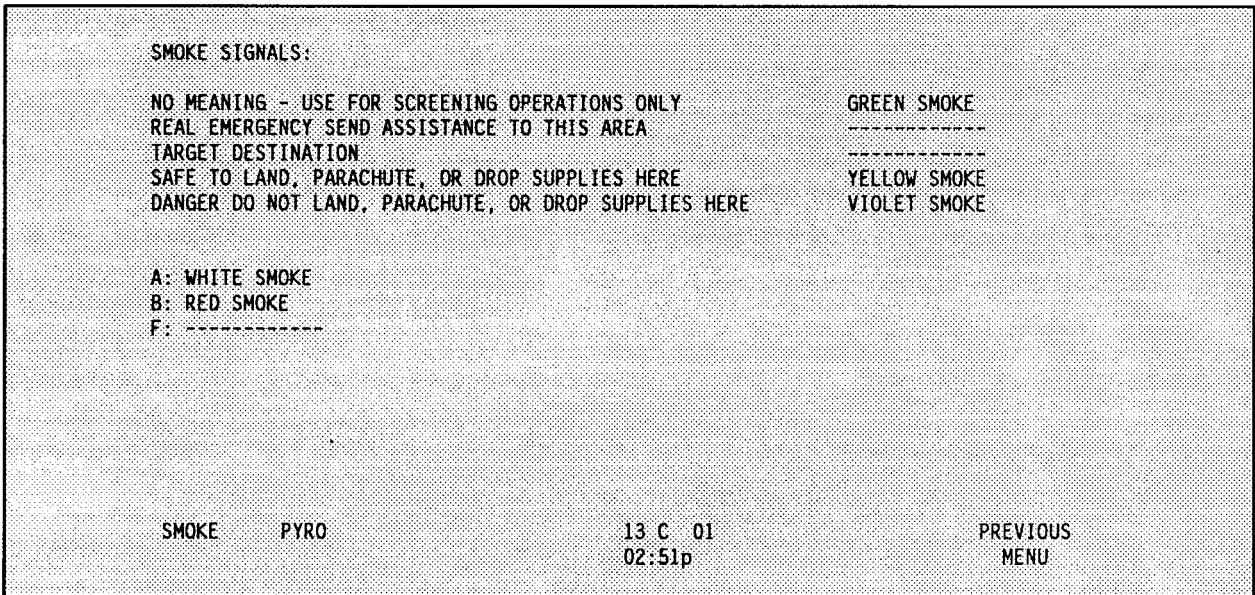 SMOKE SIGNALS:
NO MEANING - USE FOR SCREENING OPERATIONS ONLY GREEN SMOKE
REAL EMERGENCY SEND ASSISTANCE TO THIS AREA ------------
TARGET DESTINATION ------------
SAFE TO LAND, PARACHUTE, OR DROP SUPPLIES HERE YELLOW SMOKE
DANGER DO NOT LAND, PARACHUTE, OR DROP SUPPLIES HERE VIOLET SMOKE
A: WHITE SMOKE
B: RED SMOKE
F: ------------
SMOKE PYRO 13 C 01 PREVIOUS
02:51p MENU